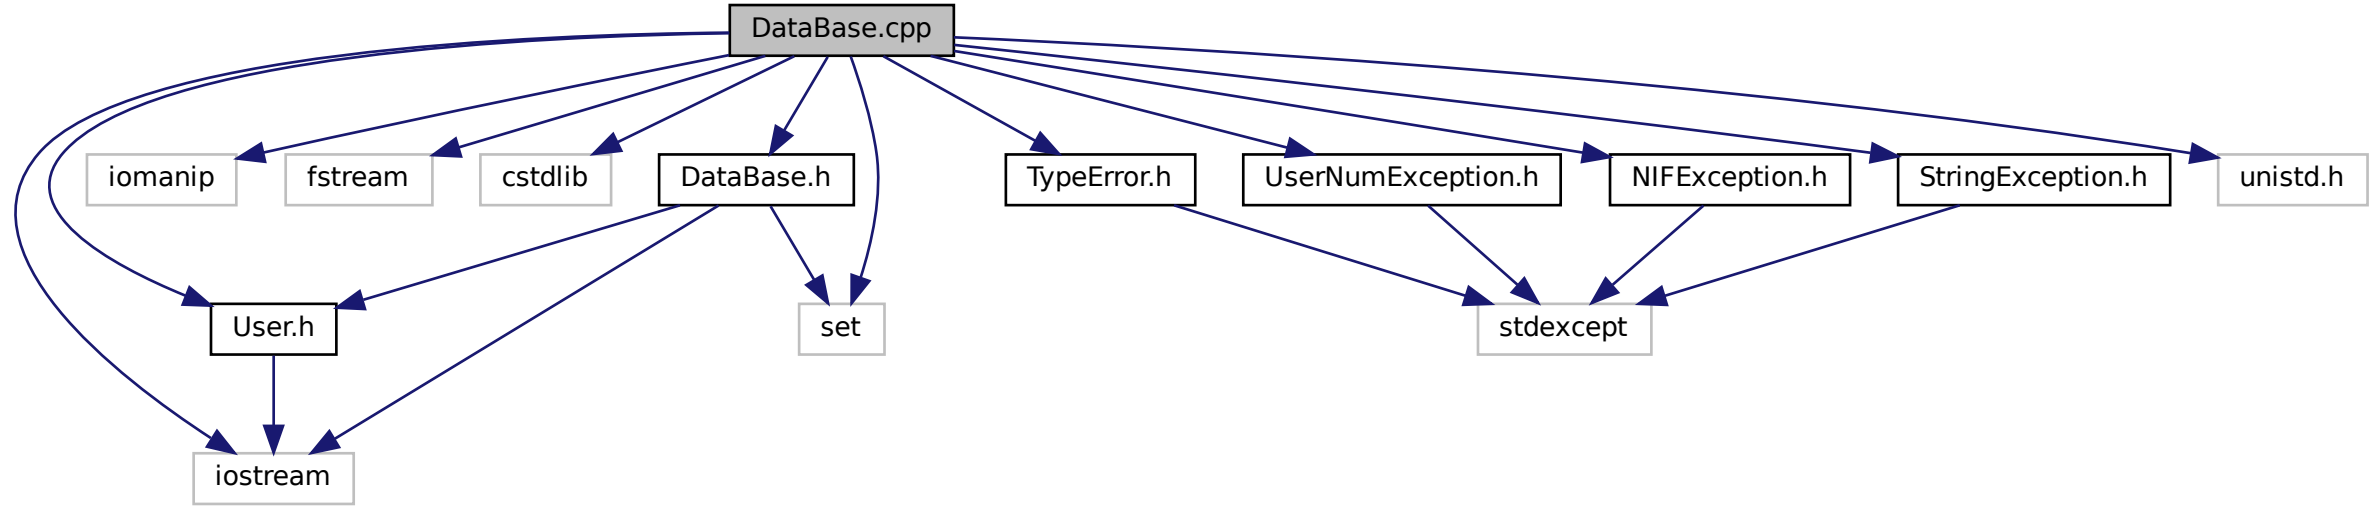 DataBase.cpp
iomanip
fstream
cstdlib
DataBase.h
TypeError.h
UserNumException.h
NIFException.h
StringException.h
unistd.h
User.h
set
stdexcept
iostream